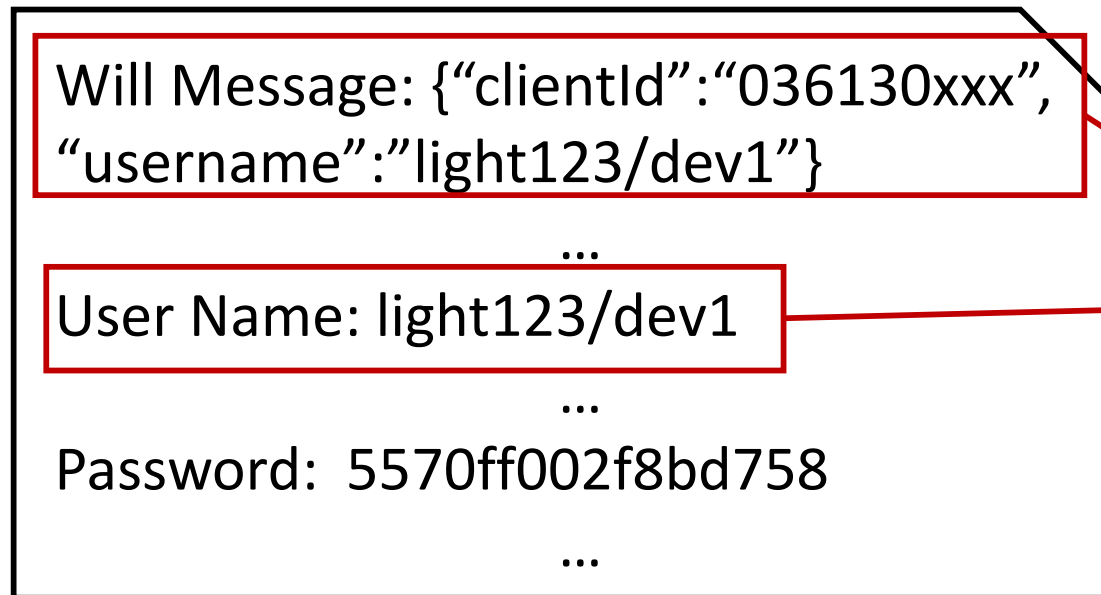 Will Message: {“clientId”:“036130xxx”,
“username”:”light123/dev1”}
…
User Name: light123/dev1
…
Password:  5570ff002f8bd758
…